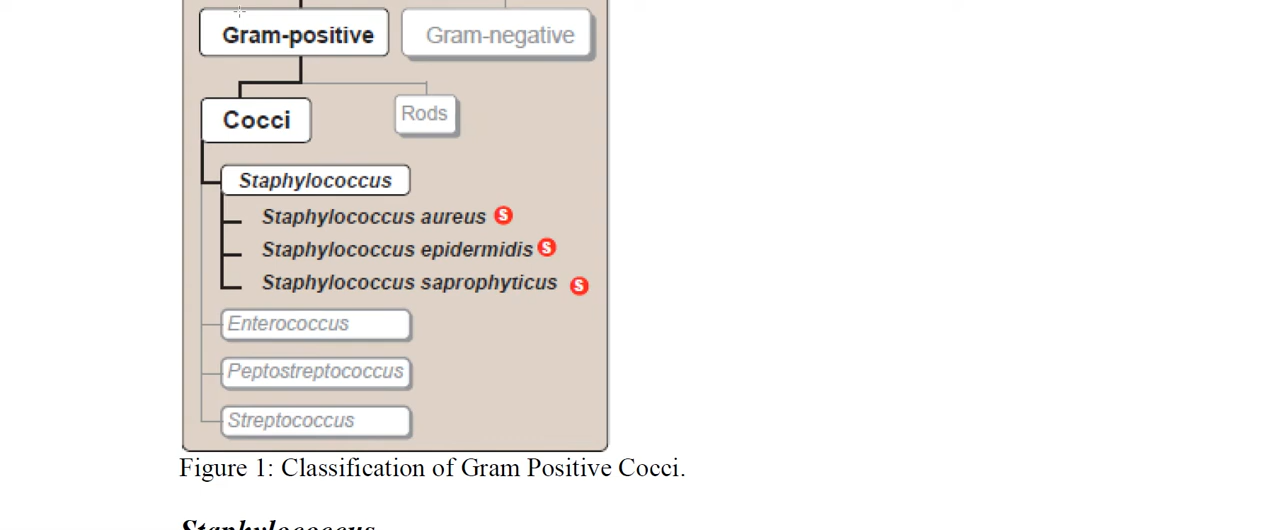 Gram-positive Gram-negative
Cocci Rods
Staphylococcus
Staphylococcus aureus S
Staphylococcus epidermidis S
Staphylococcus saprophyticus S
Enterococcus
Peptostreptococcus
Streptococcus
Figure 1: Classification of Gram Positive Cocci.
Staphylococcus